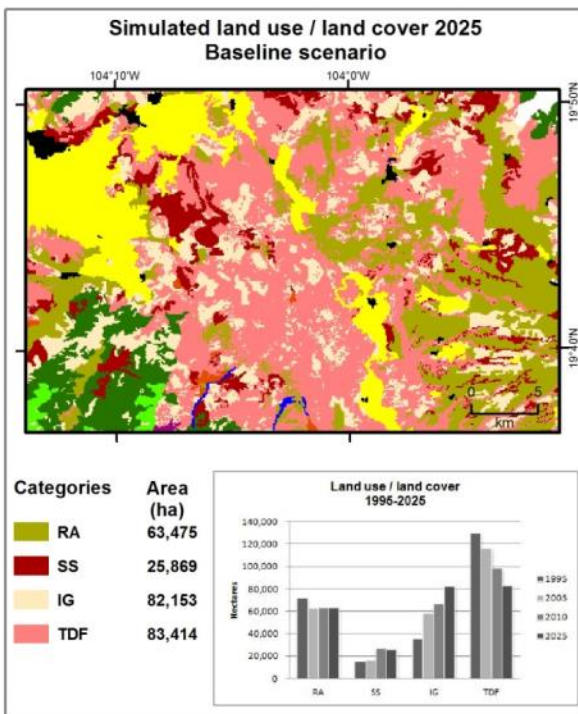 Simulated land use / land cover 2025
Baseline scenario
104°10'W 104°0'W
19°50'N
19°40'N
0 5
km
Categories Area
(ha)
RA 63,475
SS 25,869
IG 82,153
TDF 83,414
Land use / land cover
1995-2025
Hectares
140,000
120,000
100,000
80,000
60,000
40,000
20,000
0
RA SS IG TDF
1995
2005
2010
2025